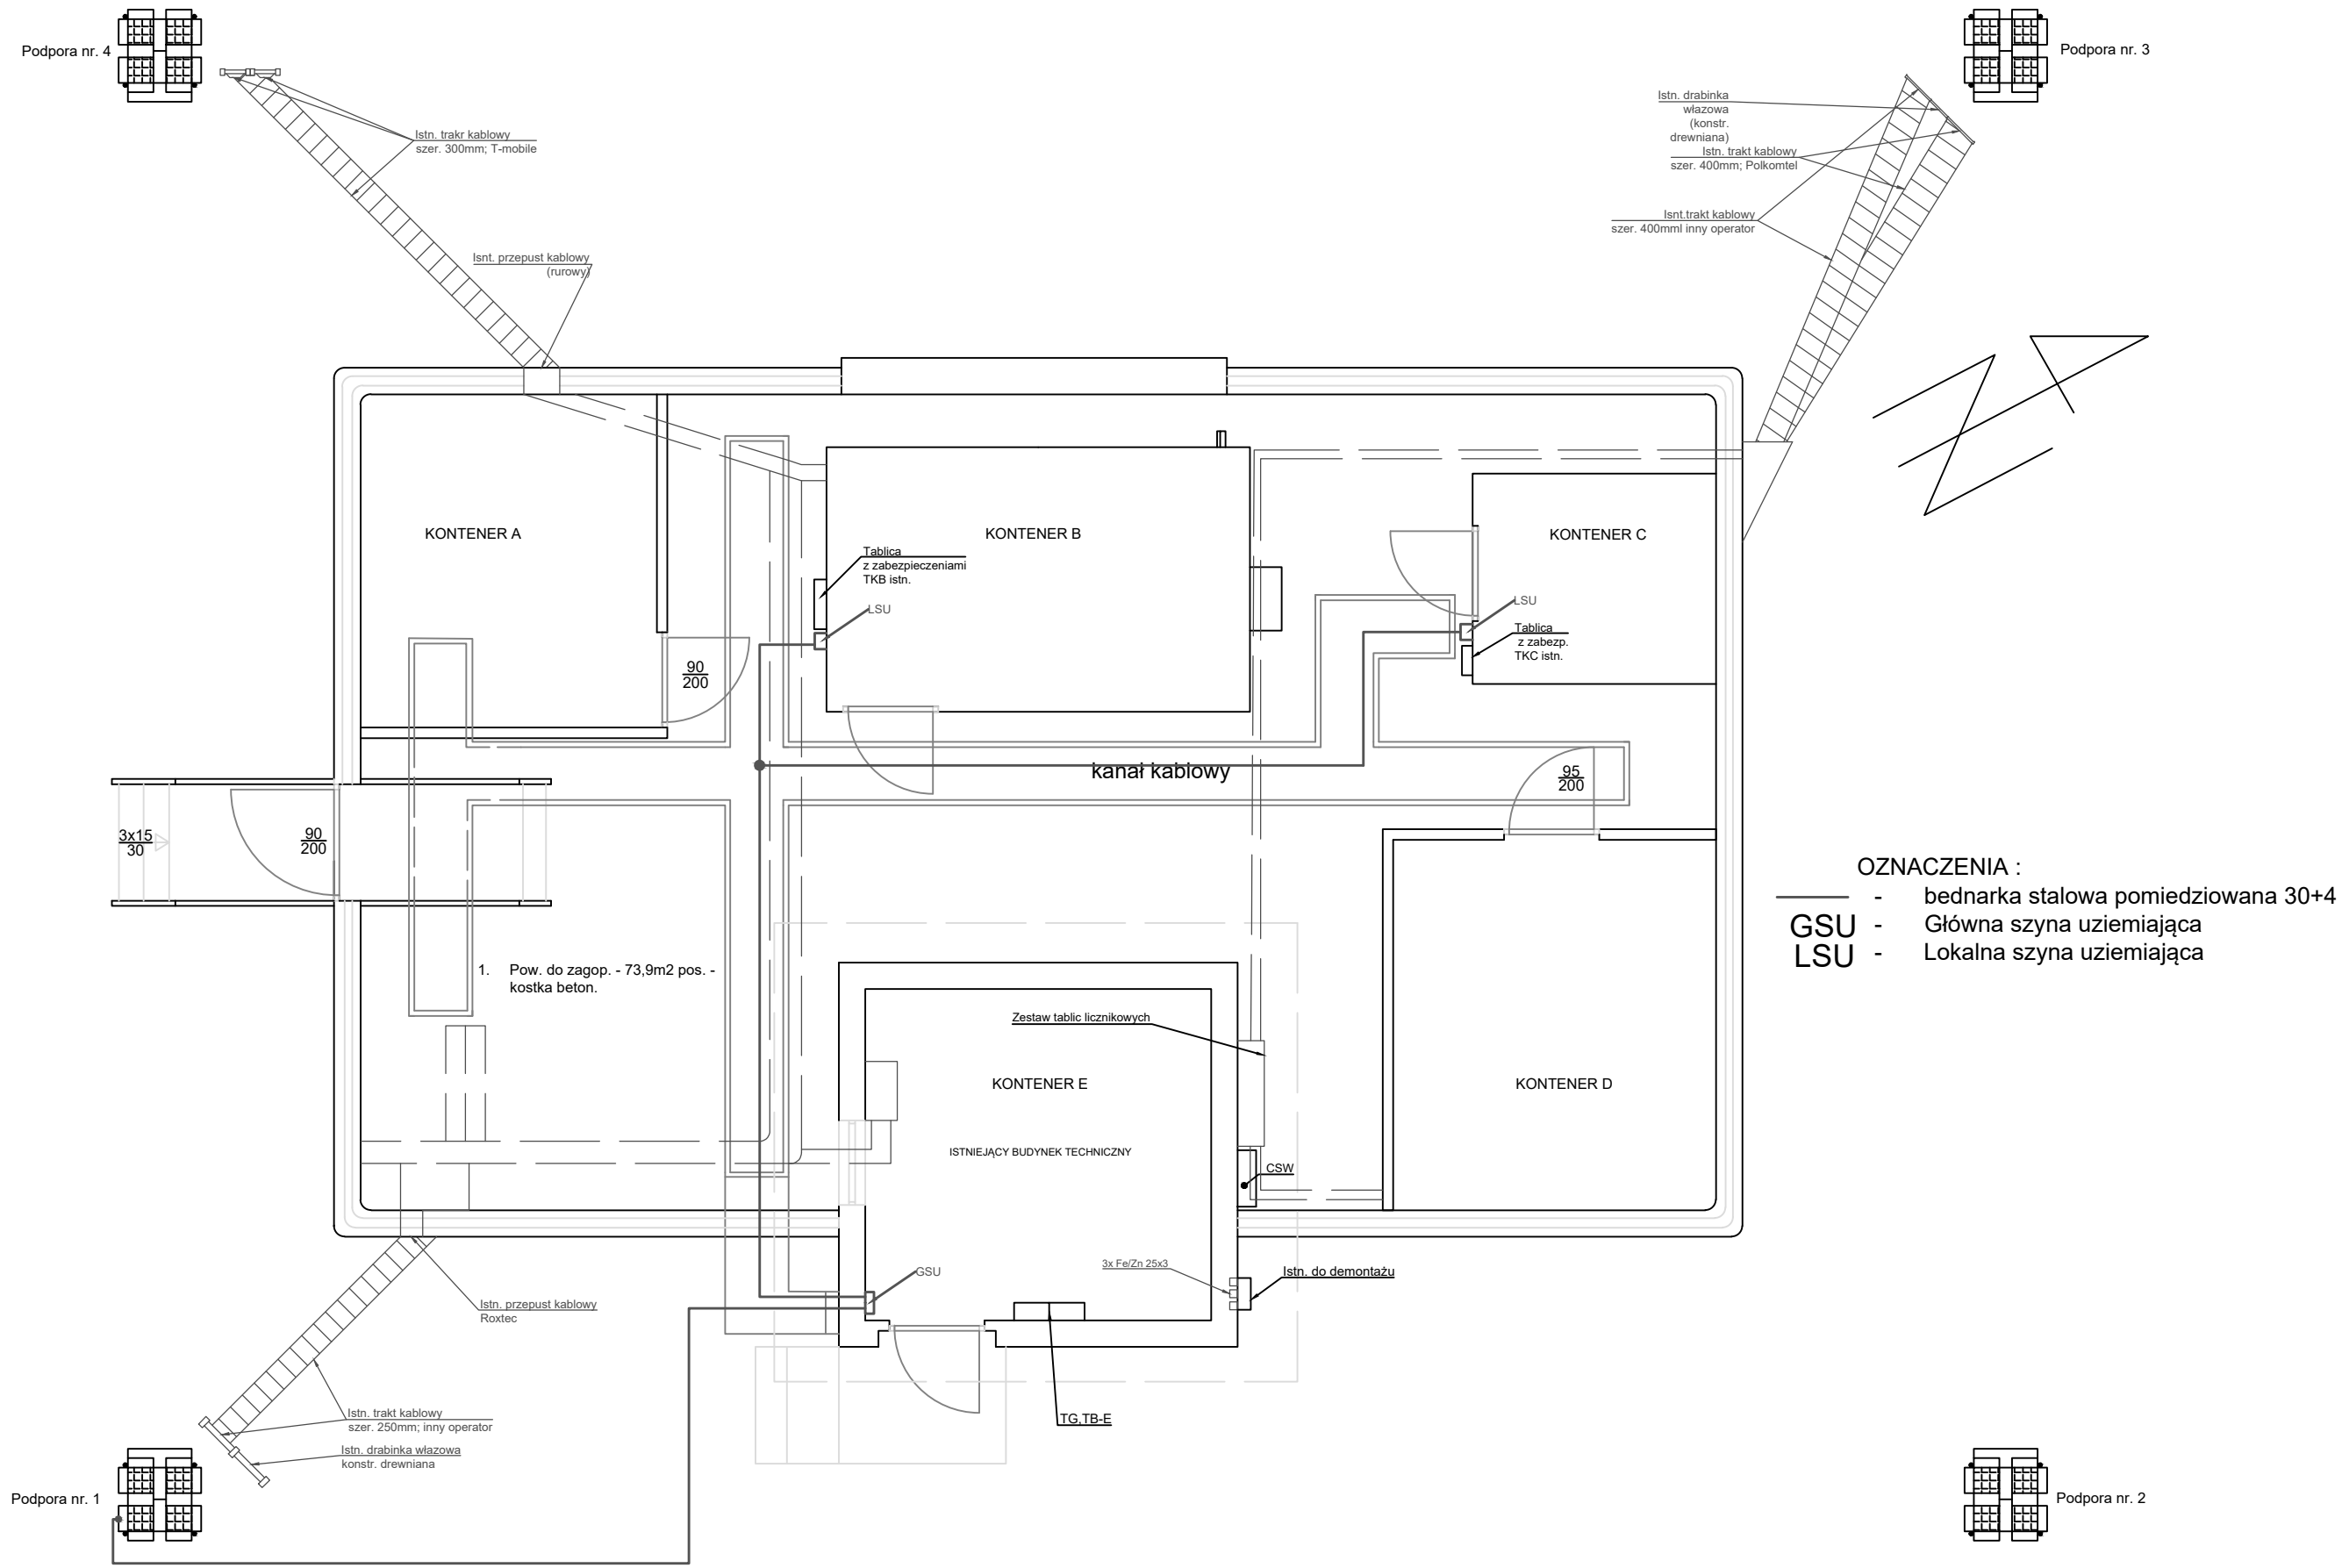 Podpora nr. 4
Podpora nr. 3
Istn. trakr kablowy
szer. 300mm; T-mobile
Istn. drabinka
włazowa
(konstr.
drewniana)
Istn. trakt kablowy
szer. 400mm; Polkomtel
Isnt.trakt kablowy
szer. 400mml inny operator
Isnt. przepust kablowy
(rurowy)
KONTENER A
KONTENER B
KONTENER C
Tablica
z zabezpieczeniami
TKB istn.
LSU
LSU
Tablica
z zabezp.
TKC istn.
90
200
kanał kablowy
95
200
3x15
30
90
200
OZNACZENIA :
- bednarka stalowa pomiedziowana 30+4
GSU - Główna szyna uziemiająca
LSU - Lokalna szyna uziemiająca
1. Pow. do zagop. - 73,9m2 pos. -
kostka beton.
Zestaw tablic licznikowych
KONTENER E
KONTENER D
ISTNIEJĄCY BUDYNEK TECHNICZNY
CSW
GSU
3x Fe/Zn 25x3
Istn. do demontażu
Istn. przepust kablowy
Roxtec
Istn. trakt kablowy
szer. 250mm; inny operator
TG,TB-E
Istn. drabinka włazowa
konstr. drewniana
Podpora nr. 1
Podpora nr. 2